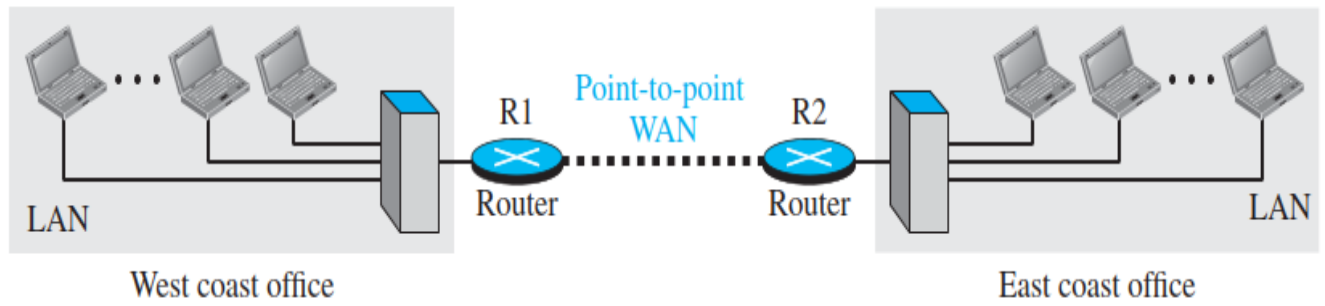 Point-to-point
WAN
R1
R2
Router
Router
LAN
LAN
West coast office
East coast office